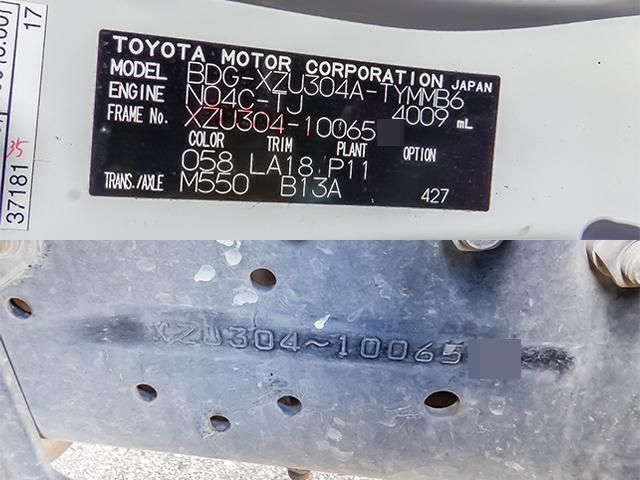 TOYOTA MOTOR CORPORATION JAPAN
MODEL BDG-XZU304A-TYMMB6
ENGINE N04C-TJ 4009 mL
FRAME No. XZU304-10065
COLOR TRIM PLANT OPTION
058 LA18 P11
TRANS./AXLE M550 B13A 427
17
35
37181
XZU304~10065